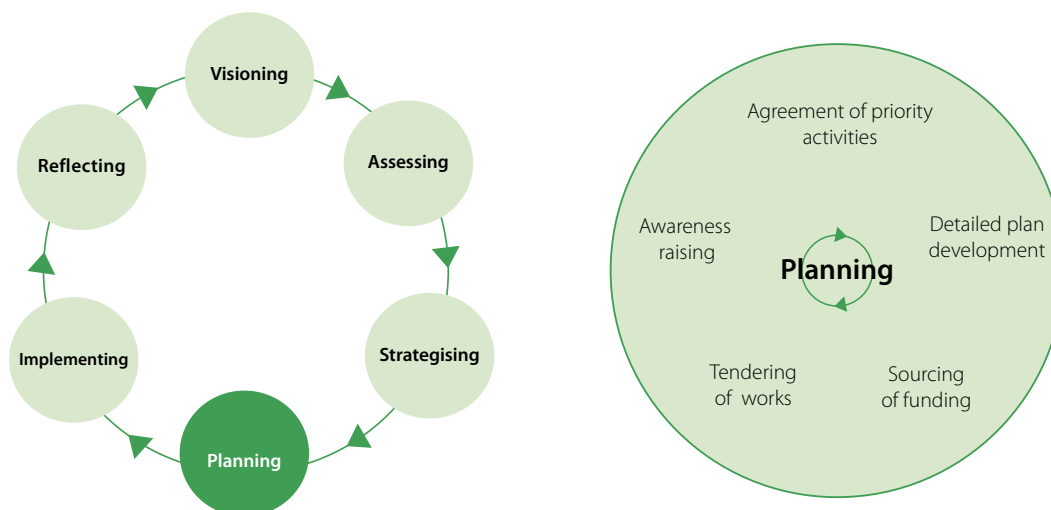 Visioning
Assessing
Strategising
Planning
Implementing
Reflecting
Agreement of priority
activities
Detailed plan
development
Sourcing
of funding
Tendering
of works
Awareness
raising
Planning